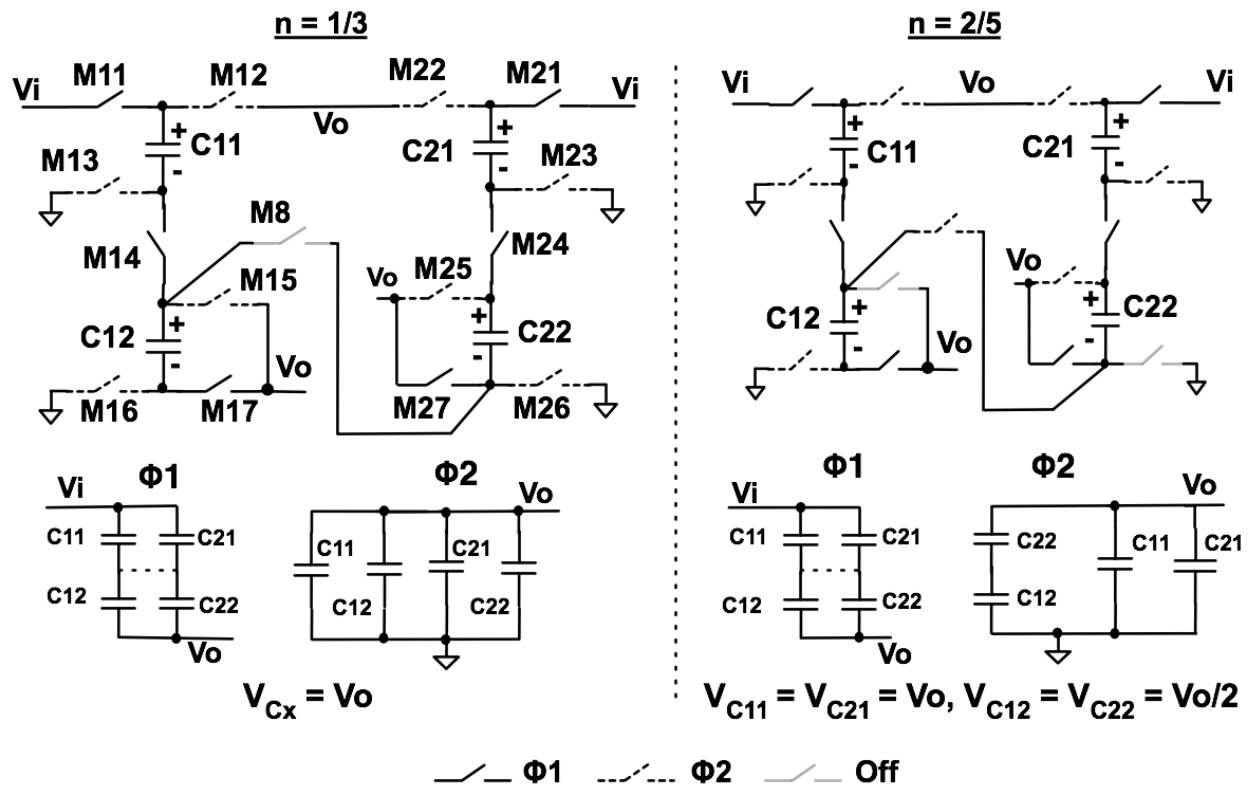 n = 1/3
n = 2/5
Vi M11 M12 M22 M21 Vi
Vo
C11 C21
+ +
- -
M13 M23
M8
M14 M24
M15
Vo M25
C12 + + C22
- -
Vo
M16 M17 M27 M26
Vi Vo Vi
C11 C21
+ +
- -
Vo
C12 + + C22
- -
Vo
Φ1 Φ2
Vi Vo
C11 C21 C11 C21
C12 C22 C12 C22
Vo
VCx = Vo
Φ1 Φ2
Vi Vo
C11 C21 C22 C11 C21
C12 C22 C12
Vo
VC11 = VC21 = Vo, VC12 = VC22 = Vo/2
Φ1 Φ2 Off